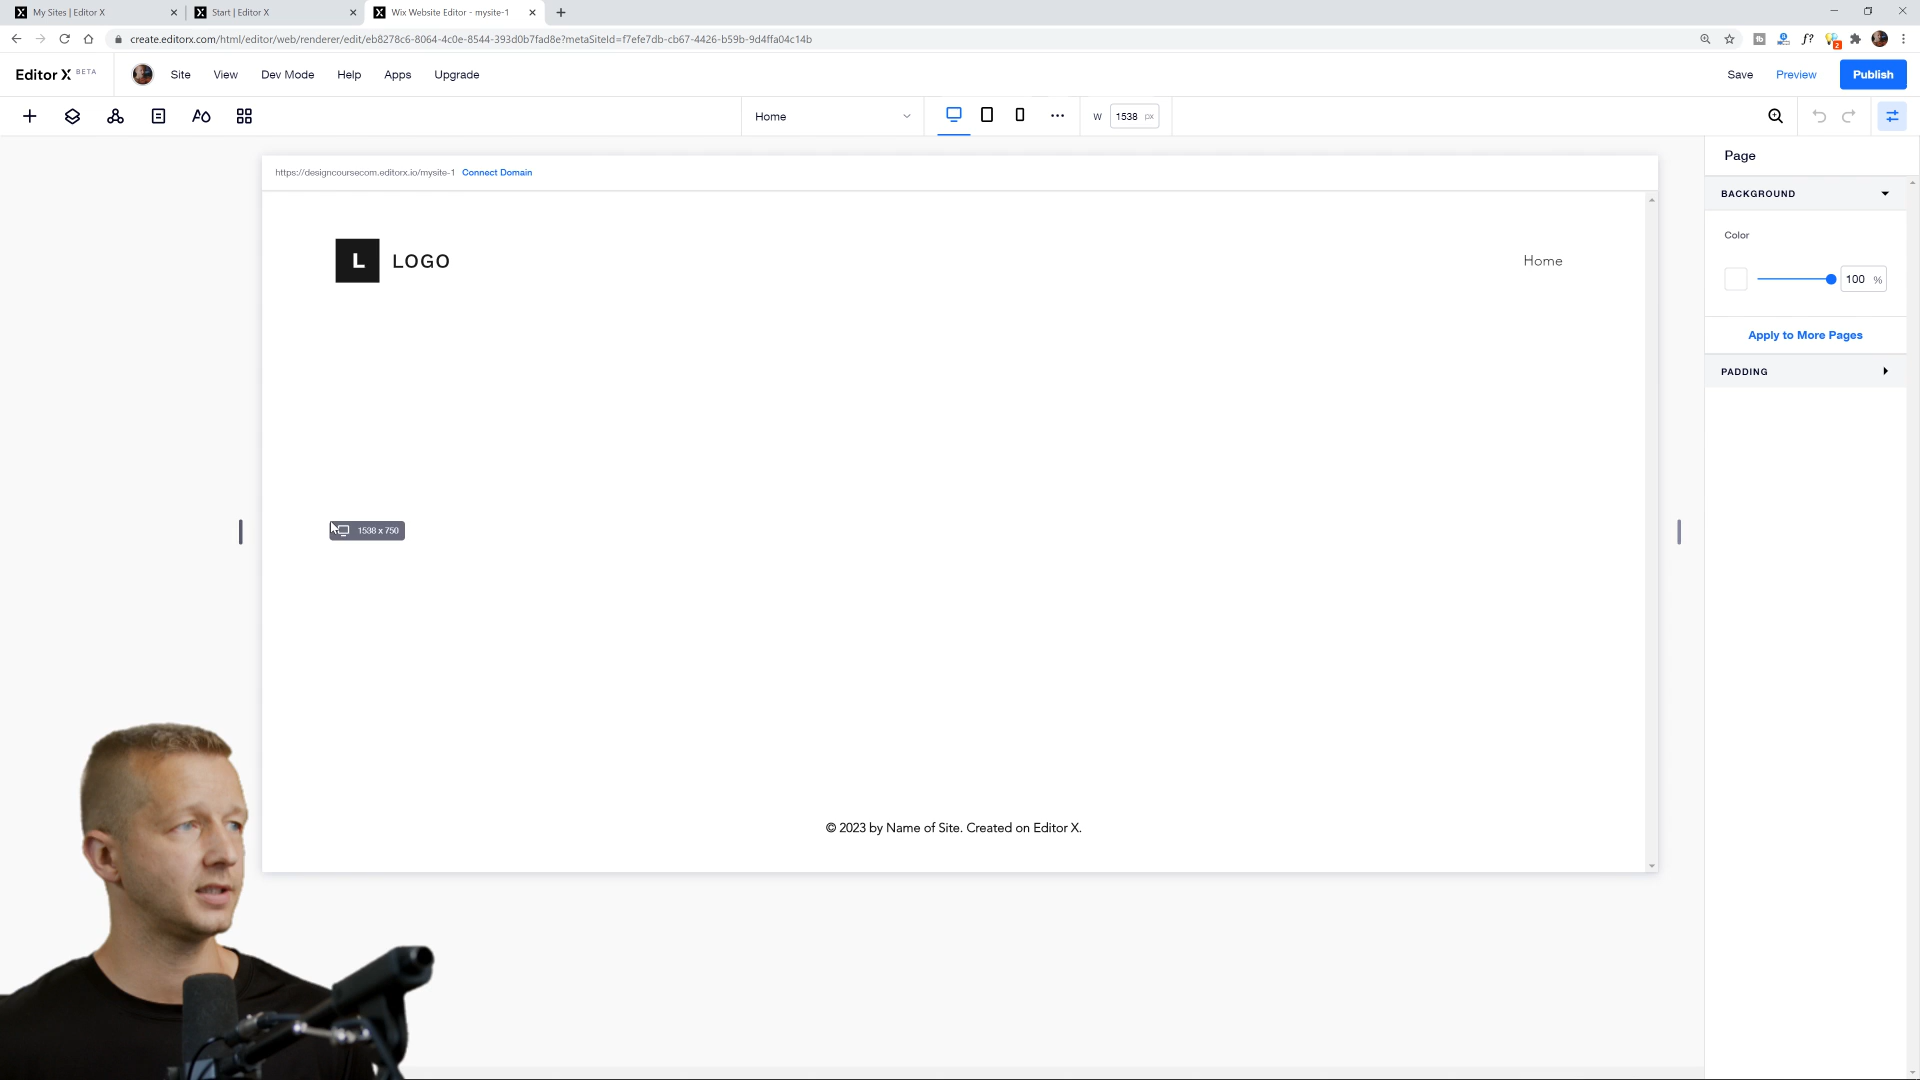 My Sites | Editor X
Start | Editor X
Wix Website Editor - mysite-1
create.editorx.com/html/editor/web/renderer/edit/eb8278c6-8064-4c0e-8544-393d0b7fad8e?metaSiteId=f7efe7db-cb67-4426-b59b-9d4ffa04c14b
f?
2
Editor X BETA
Site View Dev Mode Help Apps Upgrade
Save Preview Publish
Home
W 1538 px
https://designcoursecom.editorx.io/mysite-1 Connect Domain
L LOGO
Home
1538 x 750
© 2023 by Name of Site. Created on Editor X.
Page
BACKGROUND
Color
100 %
Apply to More Pages
PADDING